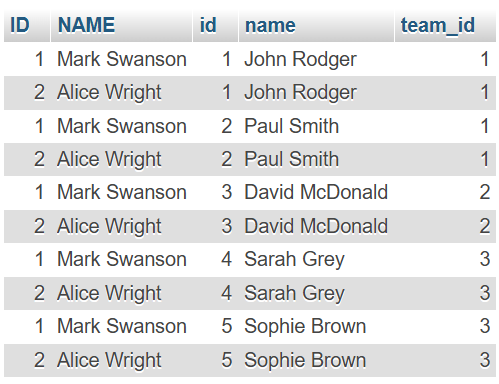 ID NAME id name team_id
1 Mark Swanson 1 John Rodger 1
2 Alice Wright 1 John Rodger 1
1 Mark Swanson 2 Paul Smith 1
2 Alice Wright 2 Paul Smith 1
1 Mark Swanson 3 David McDonald 2
2 Alice Wright 3 David McDonald 2
1 Mark Swanson 4 Sarah Grey 3
2 Alice Wright 4 Sarah Grey 3
1 Mark Swanson 5 Sophie Brown 3
2 Alice Wright 5 Sophie Brown 3